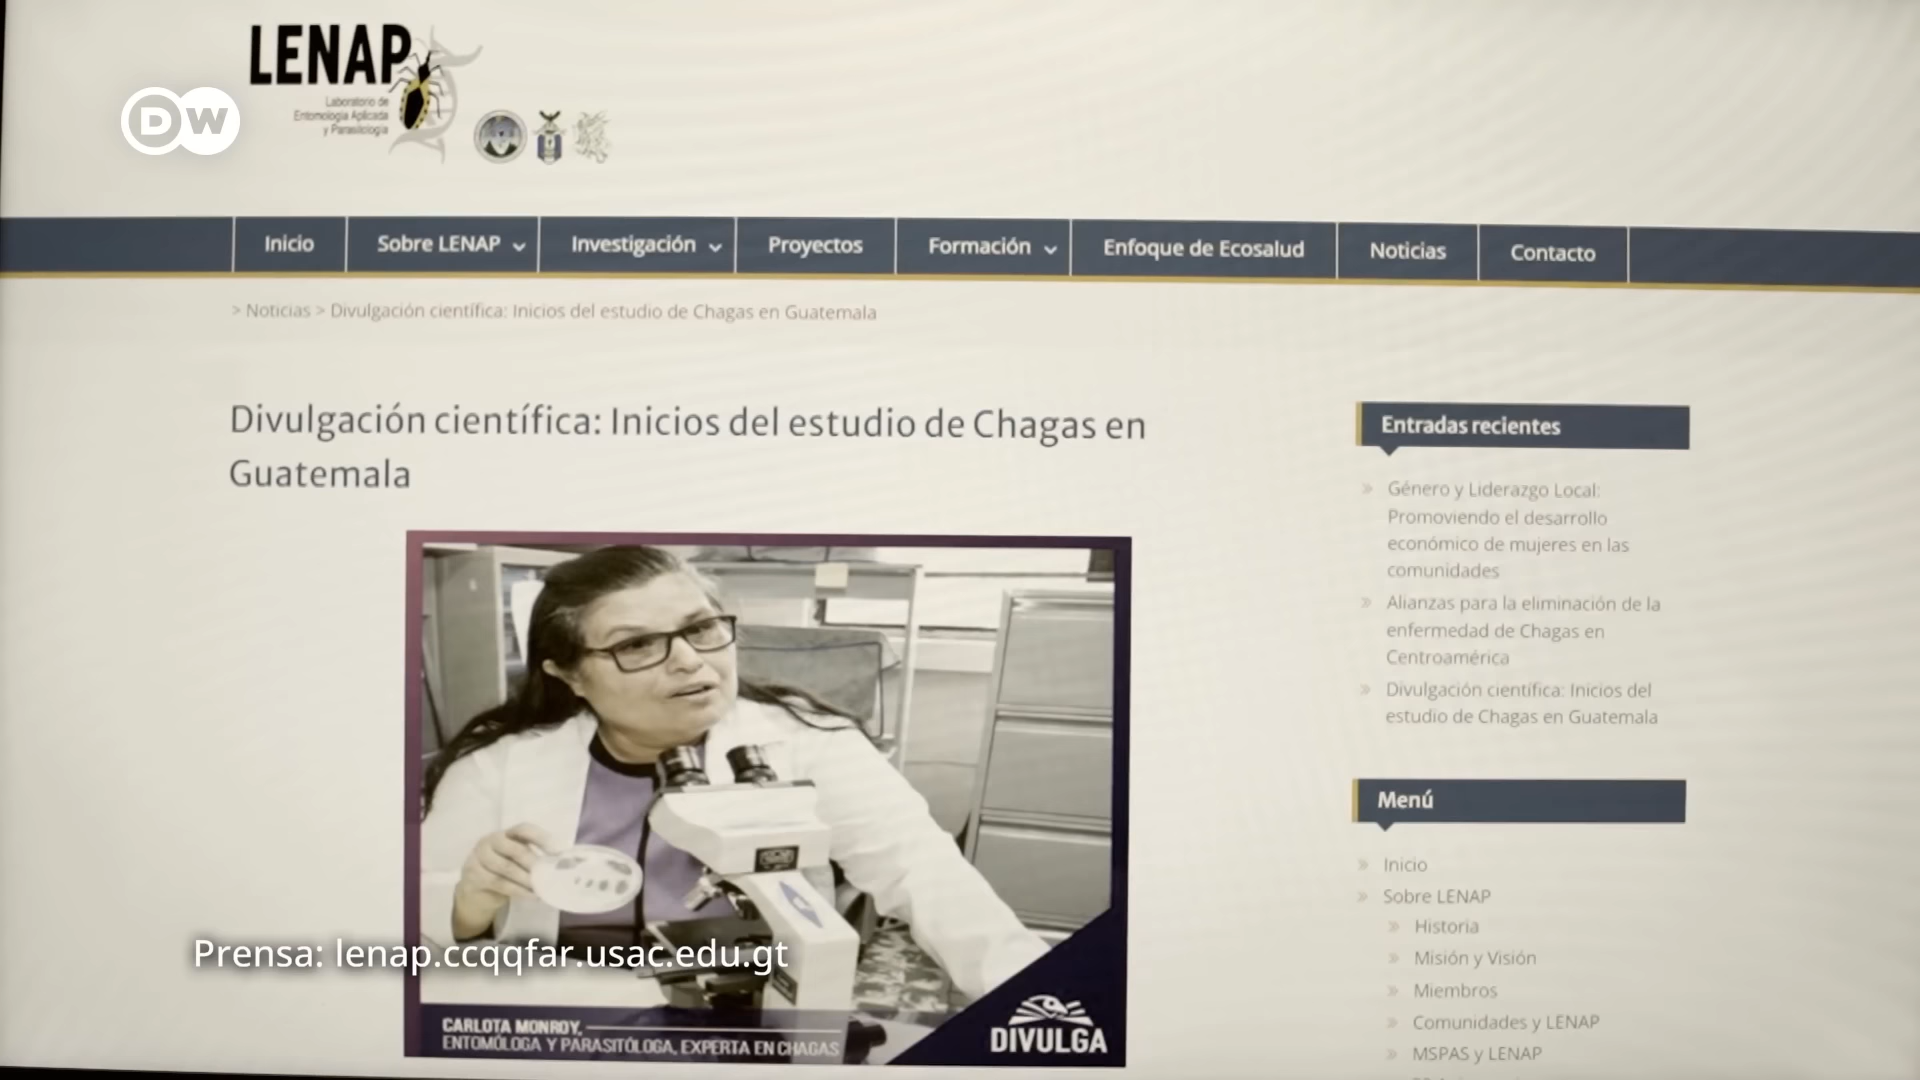 LENAP
Laboratorio de
Entomología Aplicada
y Parasitología
DW
Inicio
Sobre LENAP
Investigación
Proyectos
Formación
Enfoque de Ecosalud
Noticias
Contacto
> Noticias > Divulgación científica: Inicios del estudio de Chagas en Guatemala
Divulgación científica: Inicios del estudio de Chagas en
Guatemala
CARLOTA MONROY,
ENTOMÓLOGA Y PARASITÓLOGA, EXPERTA EN CHAGAS
DIVULGA
Prensa: lenap.ccqqfar.usac.edu.gt
Entradas recientes
» Género y Liderazgo Local:
Promoviendo el desarrollo
económico de mujeres en las
comunidades
» Alianzas para la eliminación de la
enfermedad de Chagas en
Centroamérica
» Divulgación científica: Inicios del
estudio de Chagas en Guatemala
Menú
» Inicio
» Sobre LENAP
» Historia
» Misión y Visión
» Miembros
» Comunidades y LENAP
» MSPAS y LENAP